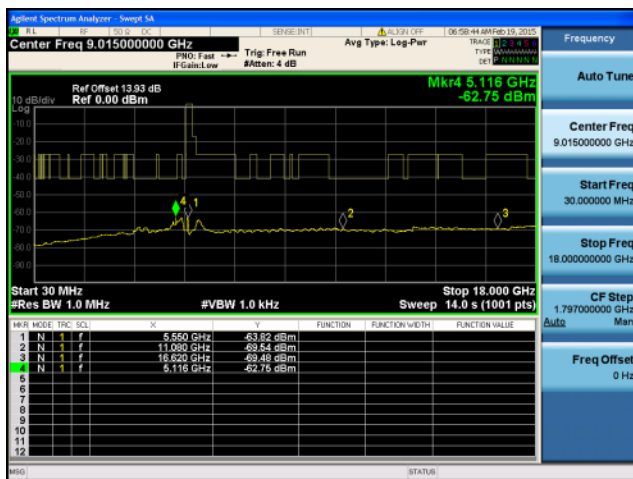 Agilent Spectrum Analyzer - Swept SA
RL RF 50 Ω DC SENSE:INT ALIGN OFF 06:58:44 AM Feb 19, 2015
Center Freq 9.015000000 GHz
PNO: Fast
IFGain:Low
Trig: Free Run
#Atten: 4 dB
Avg Type: Log-Pwr
TRACE 1 2 3 4 5 6
TYPE
DET P N N N N N
Ref Offset 13.93 dB
Ref 0.00 dBm
10 dB/div
Log
Mkr4 5.116 GHz
-62.75 dBm
-10.0
-20.0
-30.0
-40.0
-50.0
-60.0
-70.0
-80.0
-90.0
4 1 2 3
Start 30 MHz
#Res BW 1.0 MHz
#VBW 1.0 kHz
Stop 18.000 GHz
Sweep 14.0 s (1001 pts)
MKR MODE TRC SCL X Y FUNCTION FUNCTION WIDTH FUNCTION VALUE
1 N 1 f 5.550 GHz -63.82 dBm
2 N 1 f 11.080 GHz -69.54 dBm
3 N 1 f 16.620 GHz -69.48 dBm
4 N 1 f 5.116 GHz -62.75 dBm
5
6
7
8
9
10
11
12
MSG STATUS
Frequency
Auto Tune
Center Freq
9.015000000 GHz
Start Freq
30.000000 MHz
Stop Freq
18.000000000 GHz
CF Step
1.797000000 GHz
Auto Man
Freq Offset
0 Hz